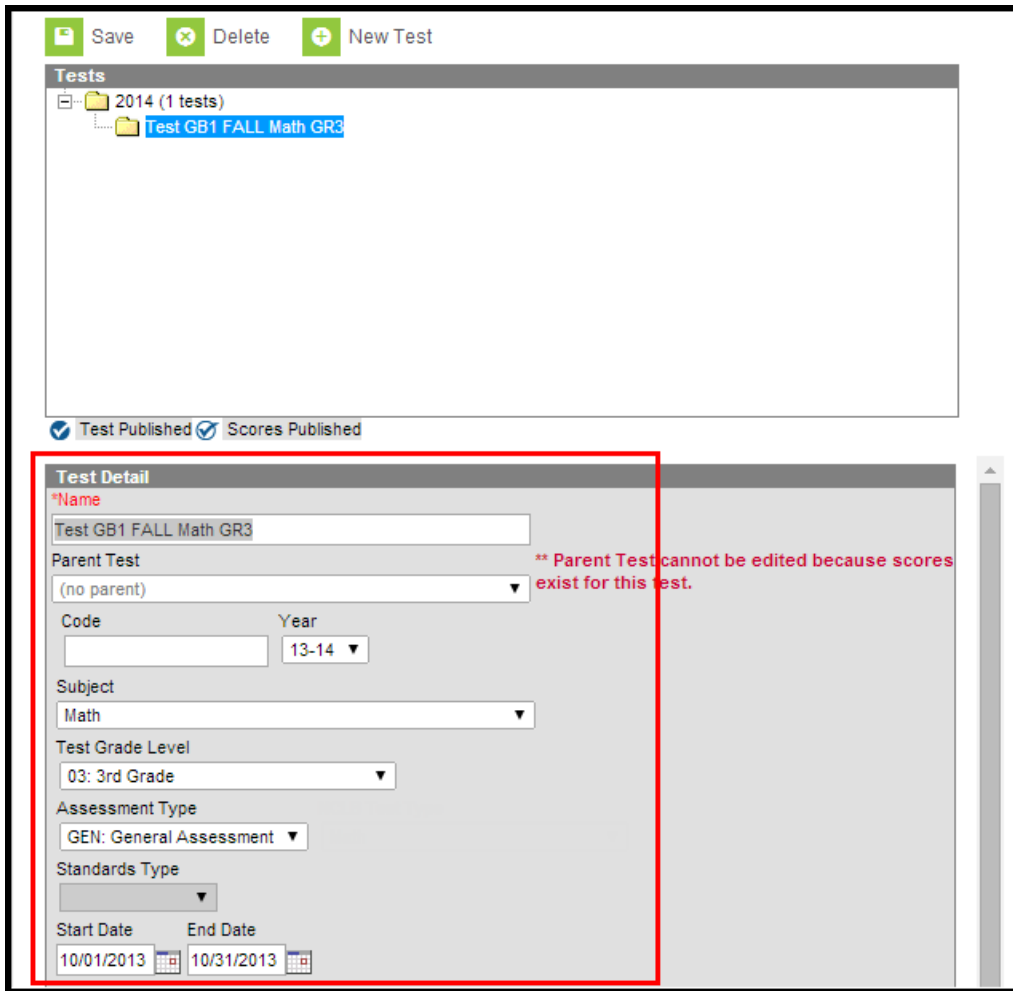 Save Delete New Test
Tests
2014 (1 tests)
Test GB1 FALL Math GR3
Test Published Scores Published
Test Detail
*Name
Test GB1 FALL Math GR3
Parent Test
** Parent Test cannot be edited because scores
(no parent)
exist for this test.
Code Year
13-14
Subject
Math
Test Grade Level
03: 3rd Grade
Assessment Type
GEN: General Assessment
Standards Type
Start Date End Date
10/01/2013 10/31/2013